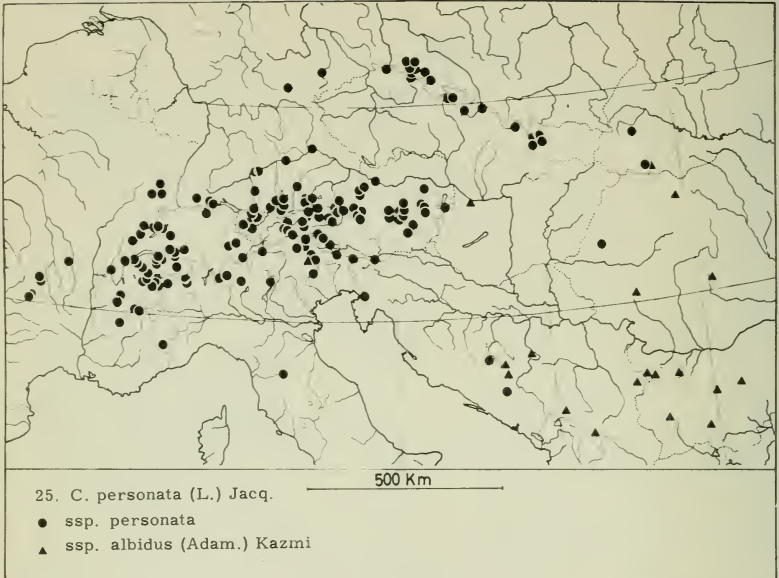 500 Km
25. C. personata (L.) Jacq.
ssp. personata
ssp. albidus (Adam.) Kazmi